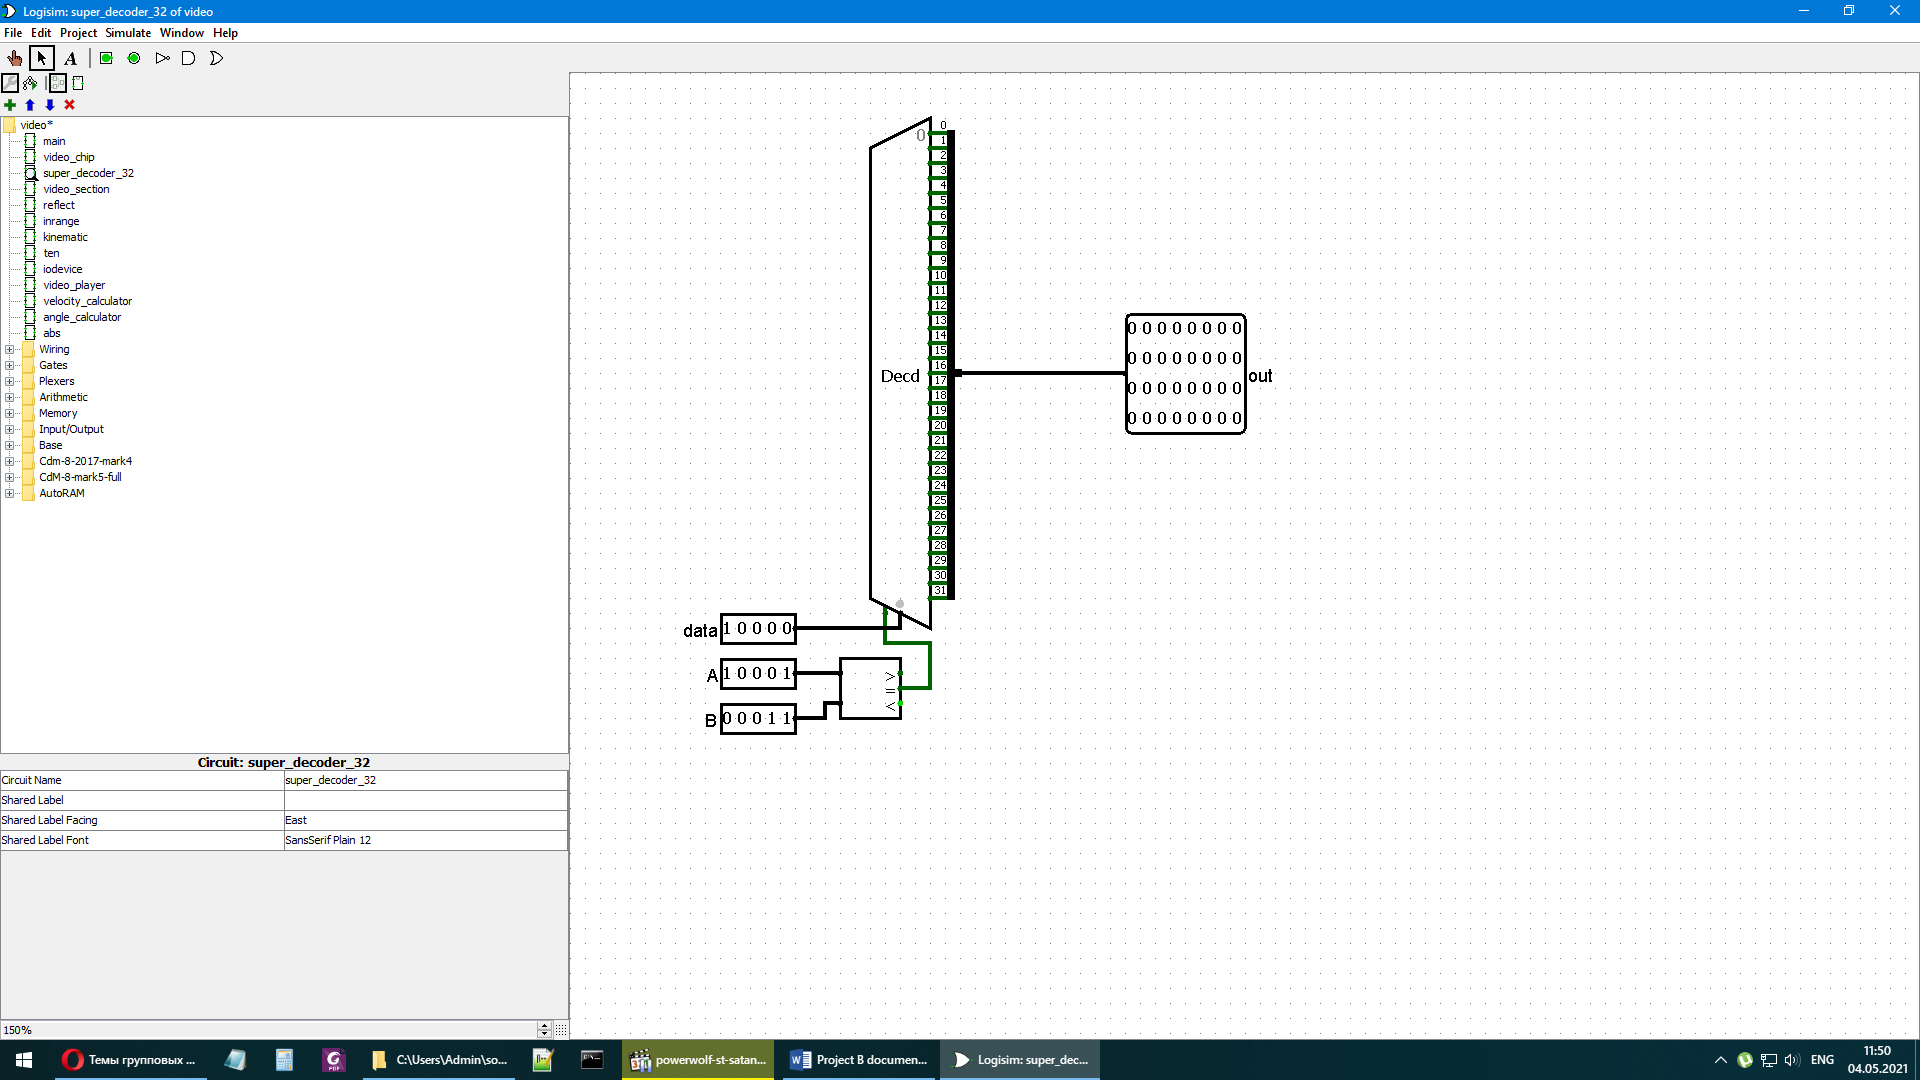 Logisim: super_decoder_32 of video
File Edit Project Simulate Window Help
A
video*
main
video_chip
super_decoder_32
video_section
reflect
inrange
kinematic
ten
iodevice
video_player
velocity_calculator
angle_calculator
abs
Wiring
Gates
Plexers
Arithmetic
Memory
Input/Output
Base
Cdm-8-2017-mark4
CdM-8-mark5-full
AutoRAM
Circuit: super_decoder_32
Circuit Name super_decoder_32
Shared Label
Shared Label Facing East
Shared Label Font SansSerif Plain 12
150%
0
0
1
2
3
4
5
6
7
8
9
10
11
12
13
14
15
16
17
18
19
20
21
22
23
24
25
26
27
28
29
30
31
Decd
0 0 0 0 0 0 0 0
0 0 0 0 0 0 0 0
0 0 0 0 0 0 0 0
0 0 0 0 0 0 0 0
out
data 1 0 0 0 0
A 1 0 0 0 1
B 0 0 0 1 1
>
=
<
Темы групповых ...
C:\Users\Admin\so...
powerwolf-st-satan...
Project B documen...
Logisim: super_dec...
ENG
11:50
04.05.2021